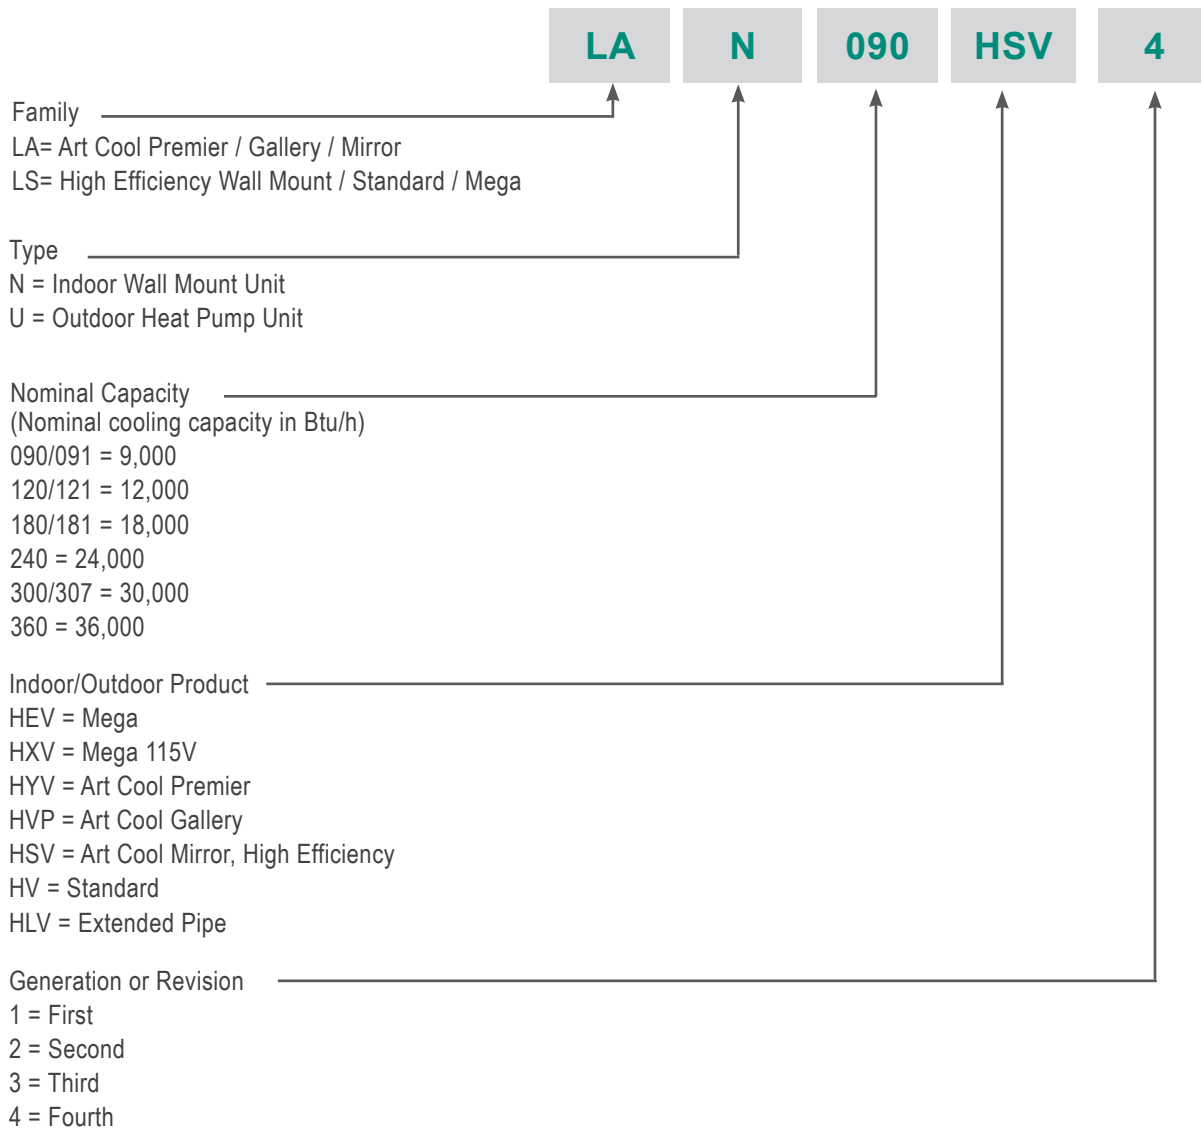 LA N 090 HSV 4
Family
LA= Art Cool Premier / Gallery / Mirror
LS= High Efficiency Wall Mount / Standard / Mega
Type
N = Indoor Wall Mount Unit
U = Outdoor Heat Pump Unit
Nominal Capacity
(Nominal cooling capacity in Btu/h)
090/091 = 9,000
120/121 = 12,000
180/181 = 18,000
240 = 24,000
300/307 = 30,000
360 = 36,000
Indoor/Outdoor Product
HEV = Mega
HXV = Mega 115V
HYV = Art Cool Premier
HVP = Art Cool Gallery
HSV = Art Cool Mirror, High Efficiency
HV = Standard
HLV = Extended Pipe
Generation or Revision
1 = First
2 = Second
3 = Third
4 = Fourth